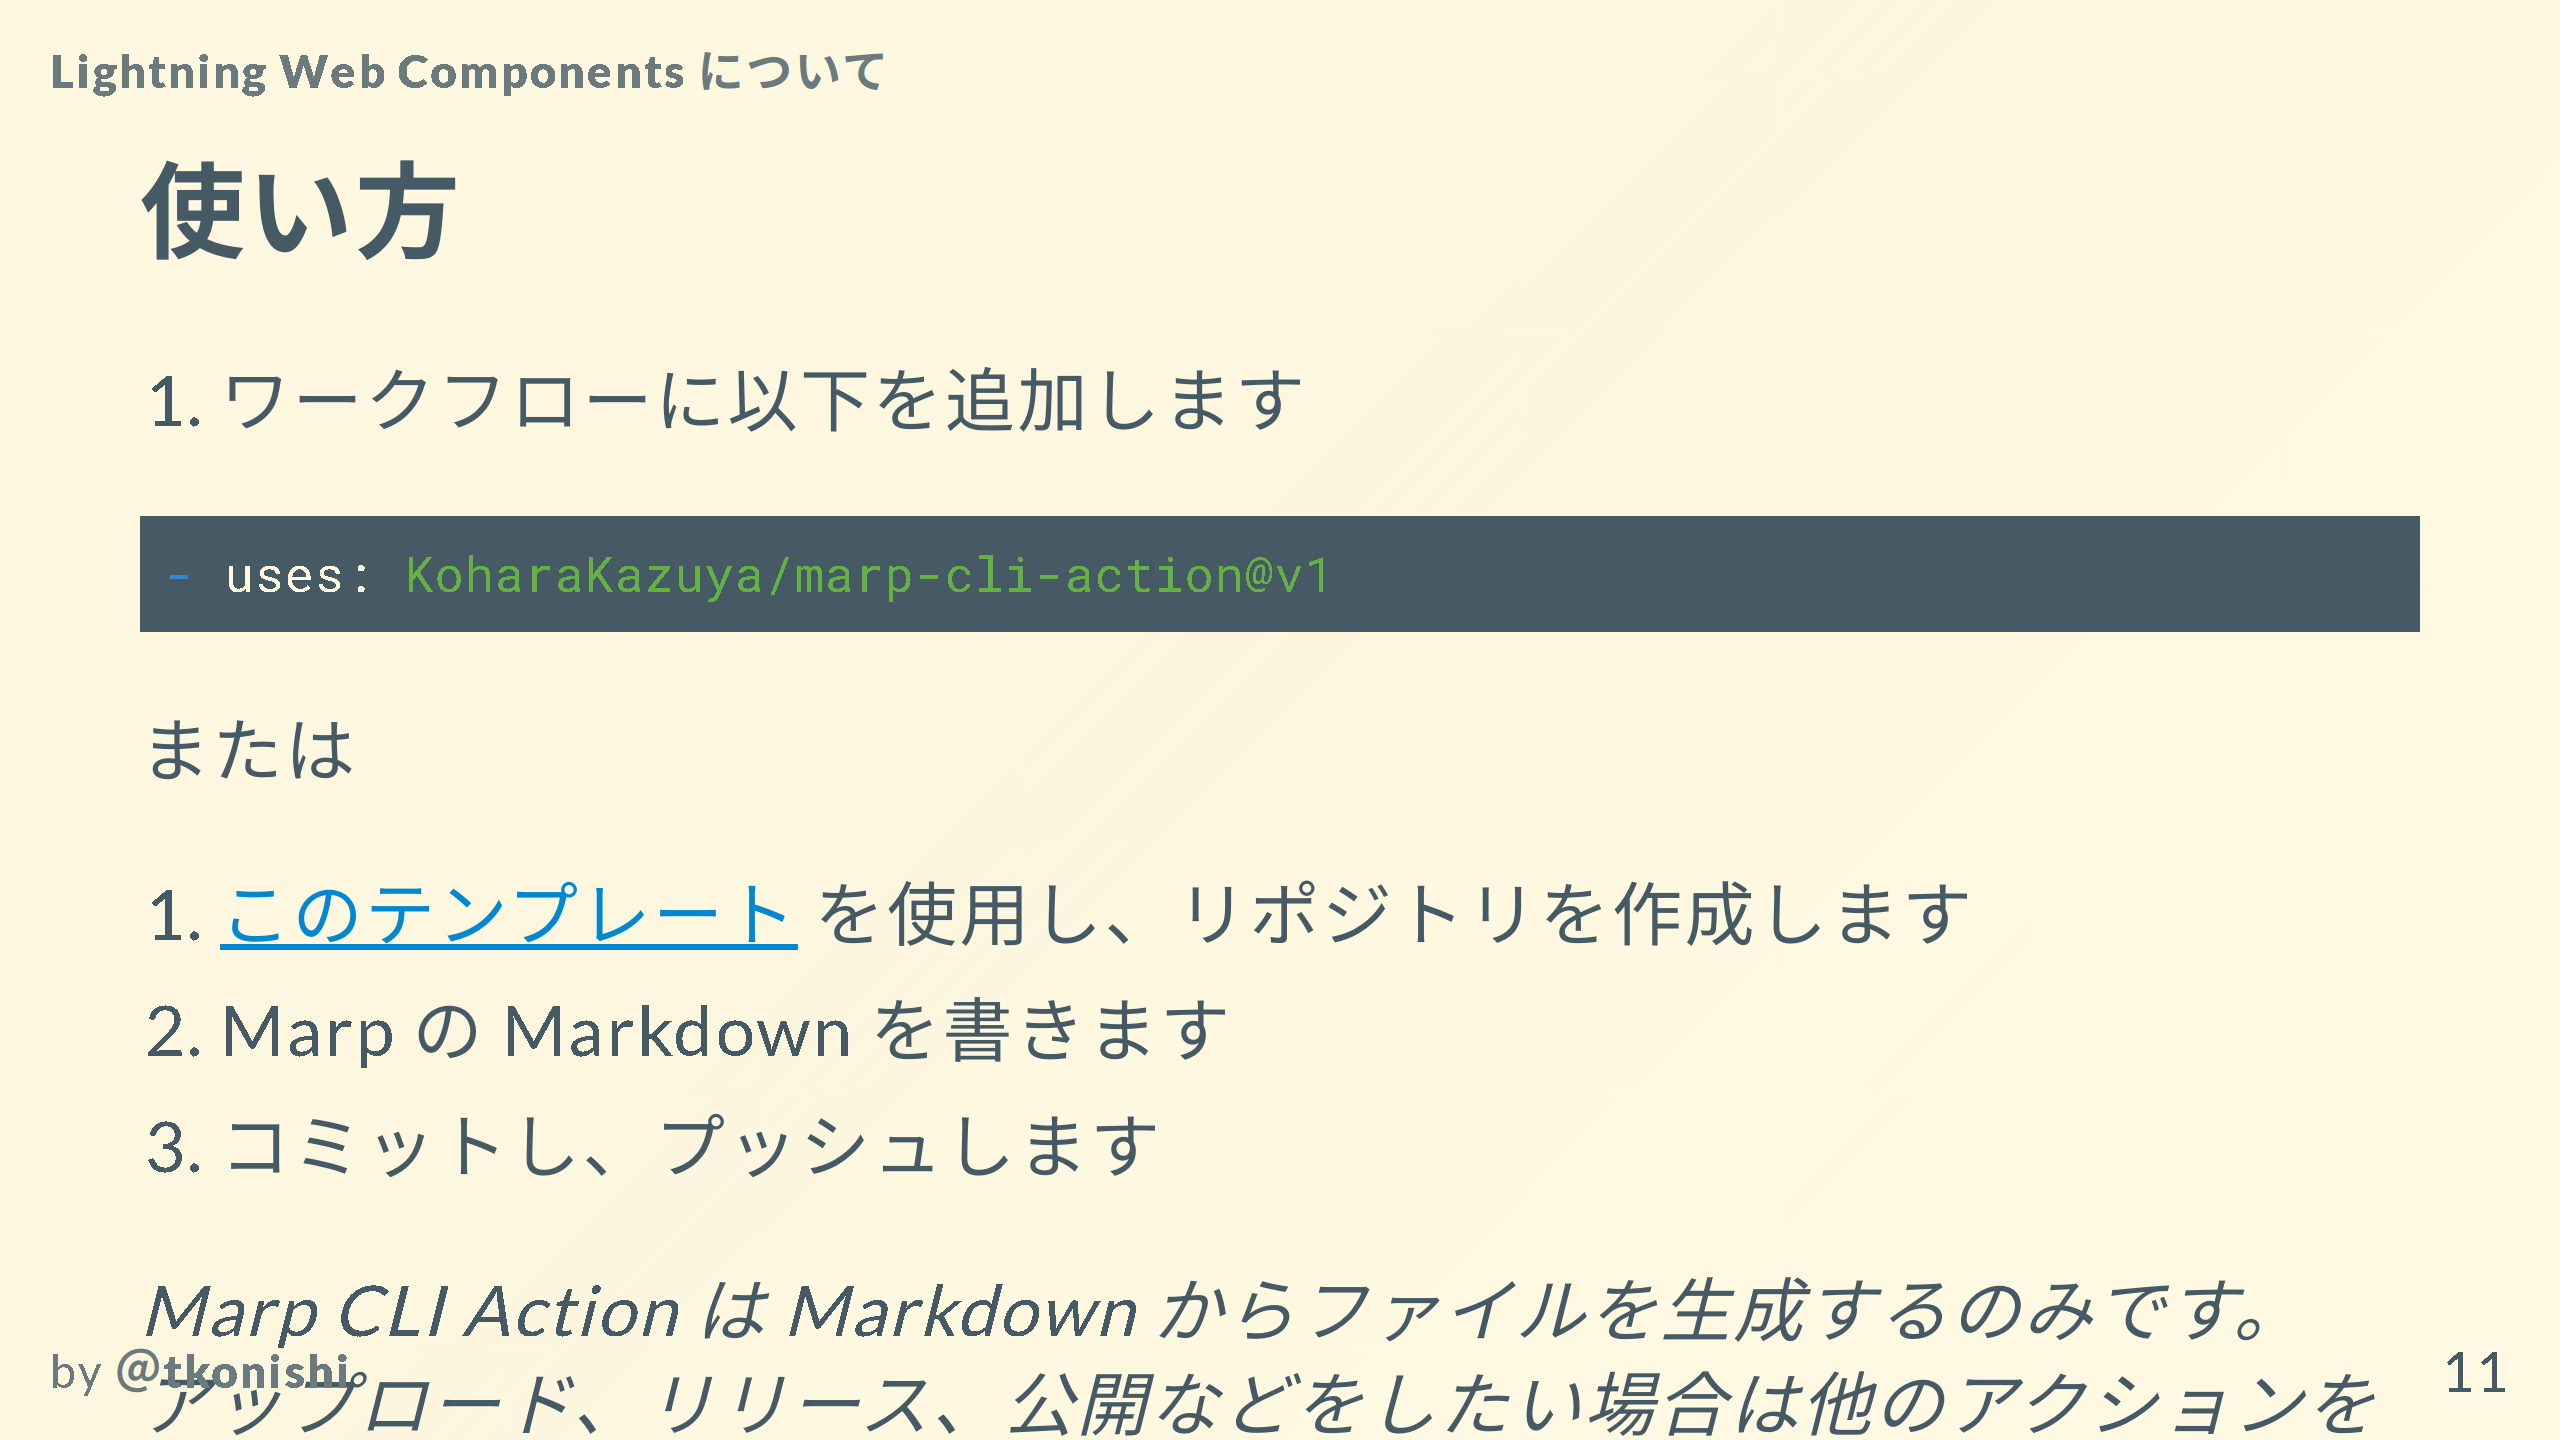 Lightning Web Components について
使い方
1. ワークフローに以下を追加します
- uses: KoharaKazuya/marp-cli-action@v1
または
1. このテンプレート を使用し、リポジトリを作成します
2. Marp の Markdown を書きます
3. コミットし、プッシュします
Marp CLI Action は Markdown からファイルを生成するのみです。
アップロード、リリース、公開などをしたい場合は他のアクションを
by @tkonishi。
11